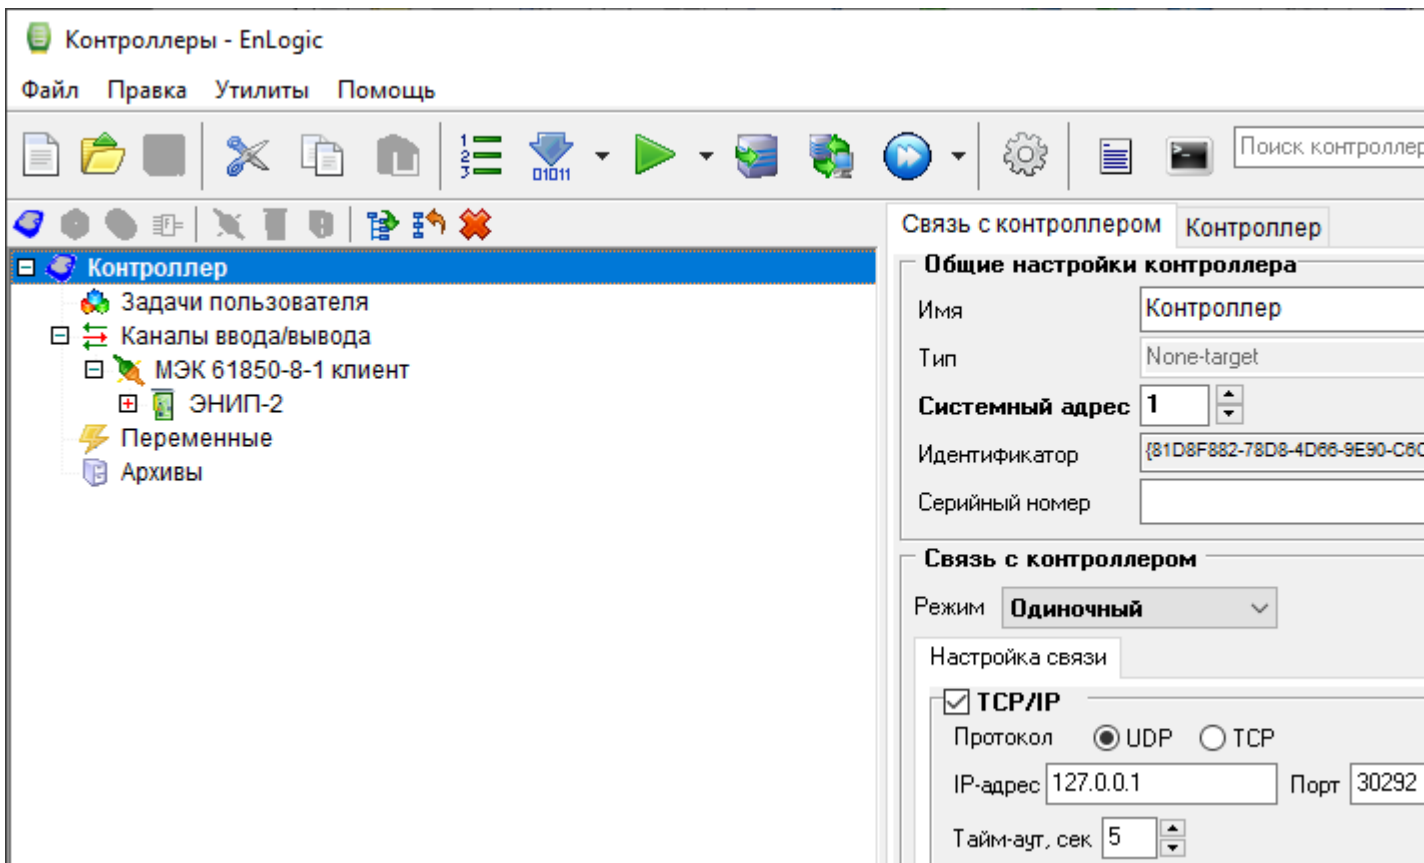 Контроллеры - EnLogic
Файл Правка Утилиты Помощь
1
2
3
01011
Поиск контроллер
Связь с контроллером Контроллер
Контроллер
Задачи пользователя
Каналы ввода/вывода
МЭК 61850-8-1 клиент
ЭНИП-2
Переменные
Архивы
Общие настройки контроллера
Имя Контроллер
Тип None-target
Системный адрес 1
Идентификатор {81D8F882-78D8-4D66-9E90-C6C
Серийный номер
Связь с контроллером
Режим Одиночный
Настройка связи
TCP/IP
Протокол UDP TCP
IP-адрес 127.0.0.1 Порт 30292
Тайм-аут, сек 5